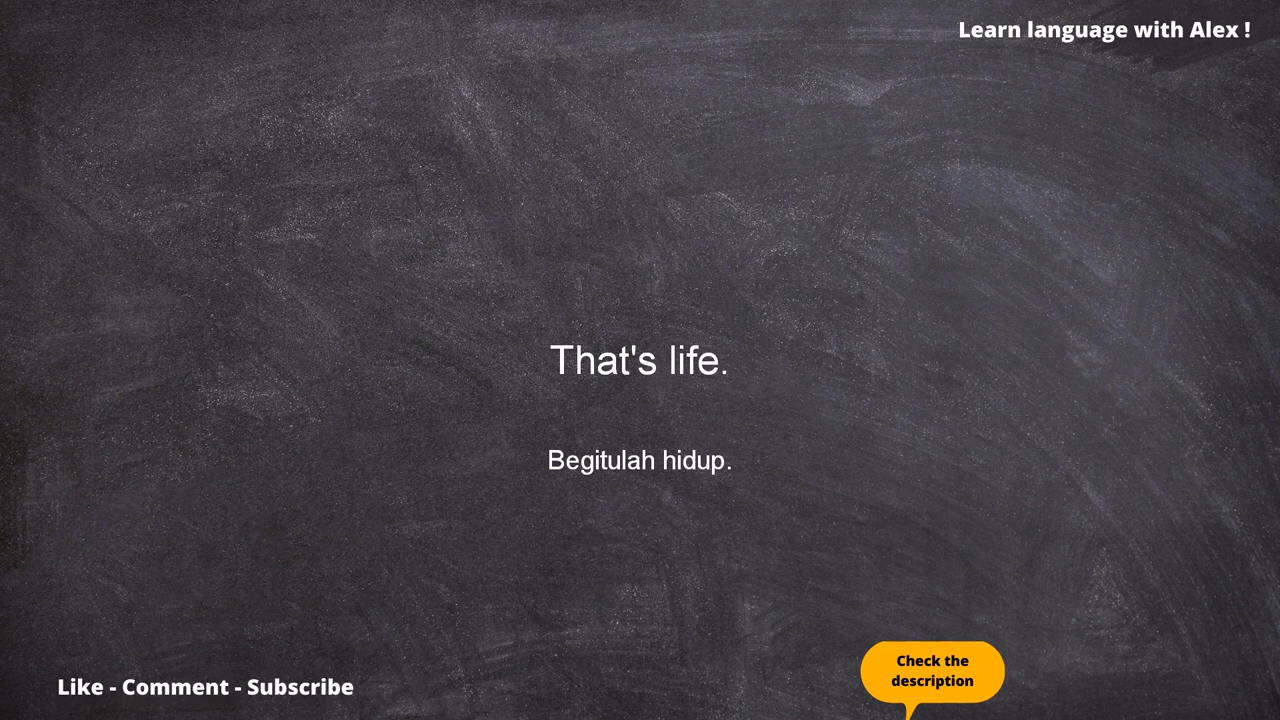 Learn language with Alex !
That's life.
Begitulah hidup.
Check the
description
Like - Comment - Subscribe